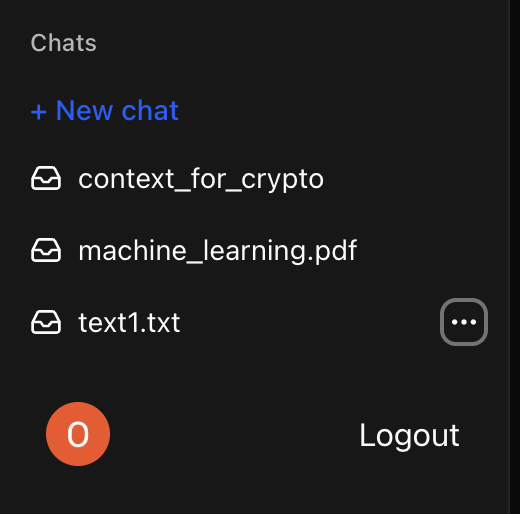 Chats
+ New chat
context_for_crypto
machine_learning.pdf
text1.txt
O
Logout